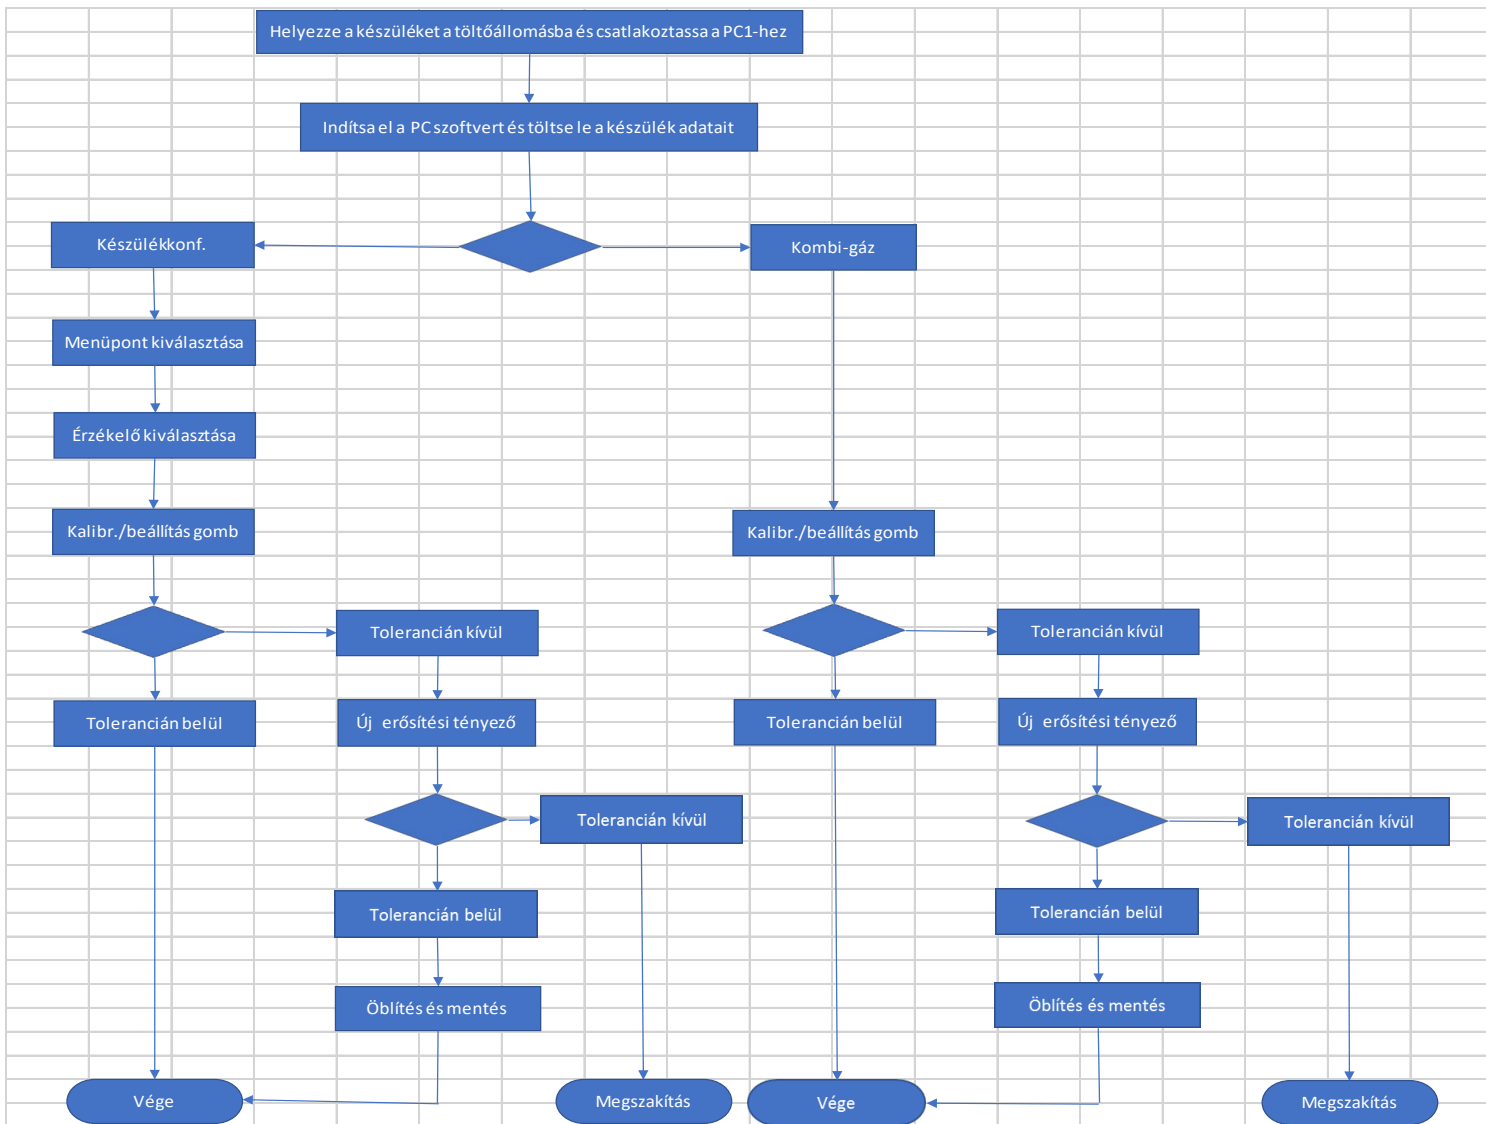 Helyezze a készüléket a töltőállomásba és csatlakoztassa a PC1-hez
Indítsa el a PC szoftvert és töltse le a készülék adatait
Készülékkonf.
Kombi-gáz
Menüpont kiválasztása
Érzékelő kiválasztása
Kalibr./beállítás gomb
Kalibr./beállítás gomb
Tolerancián kívül
Tolerancián kívül
Tolerancián belül
Új erősítési tényező
Tolerancián belül
Új erősítési tényező
Tolerancián kívül
Tolerancián kívül
Tolerancián belül
Tolerancián belül
Öblítés és mentés
Öblítés és mentés
Vége
Megszakítás
Vége
Megszakítás